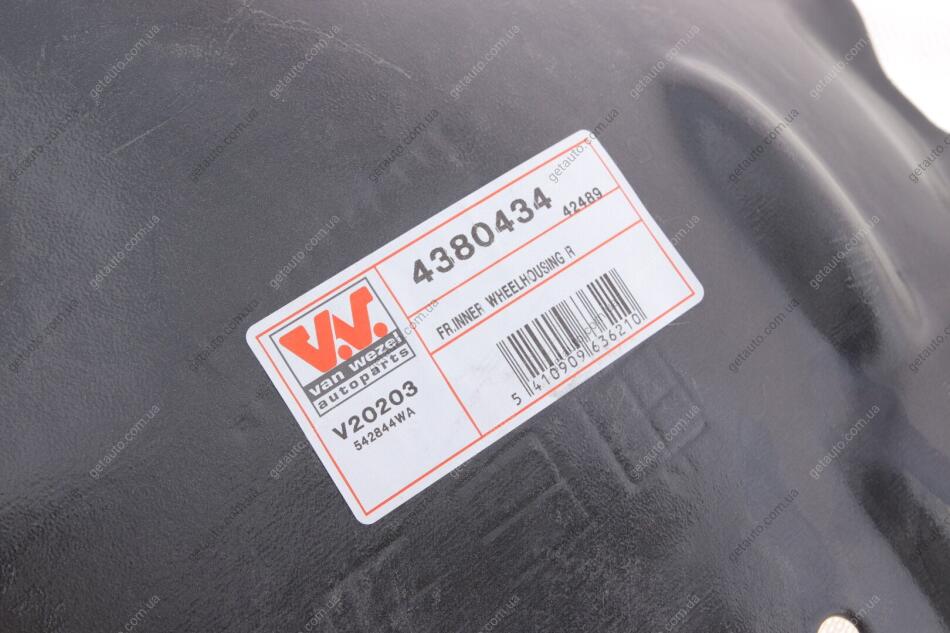 4380434 42489
FR.INNER WHEELHOUSING R
V.W.
van wezel
autoparts
V20203
542844WA
5 410909 636210
getauto.com.ua